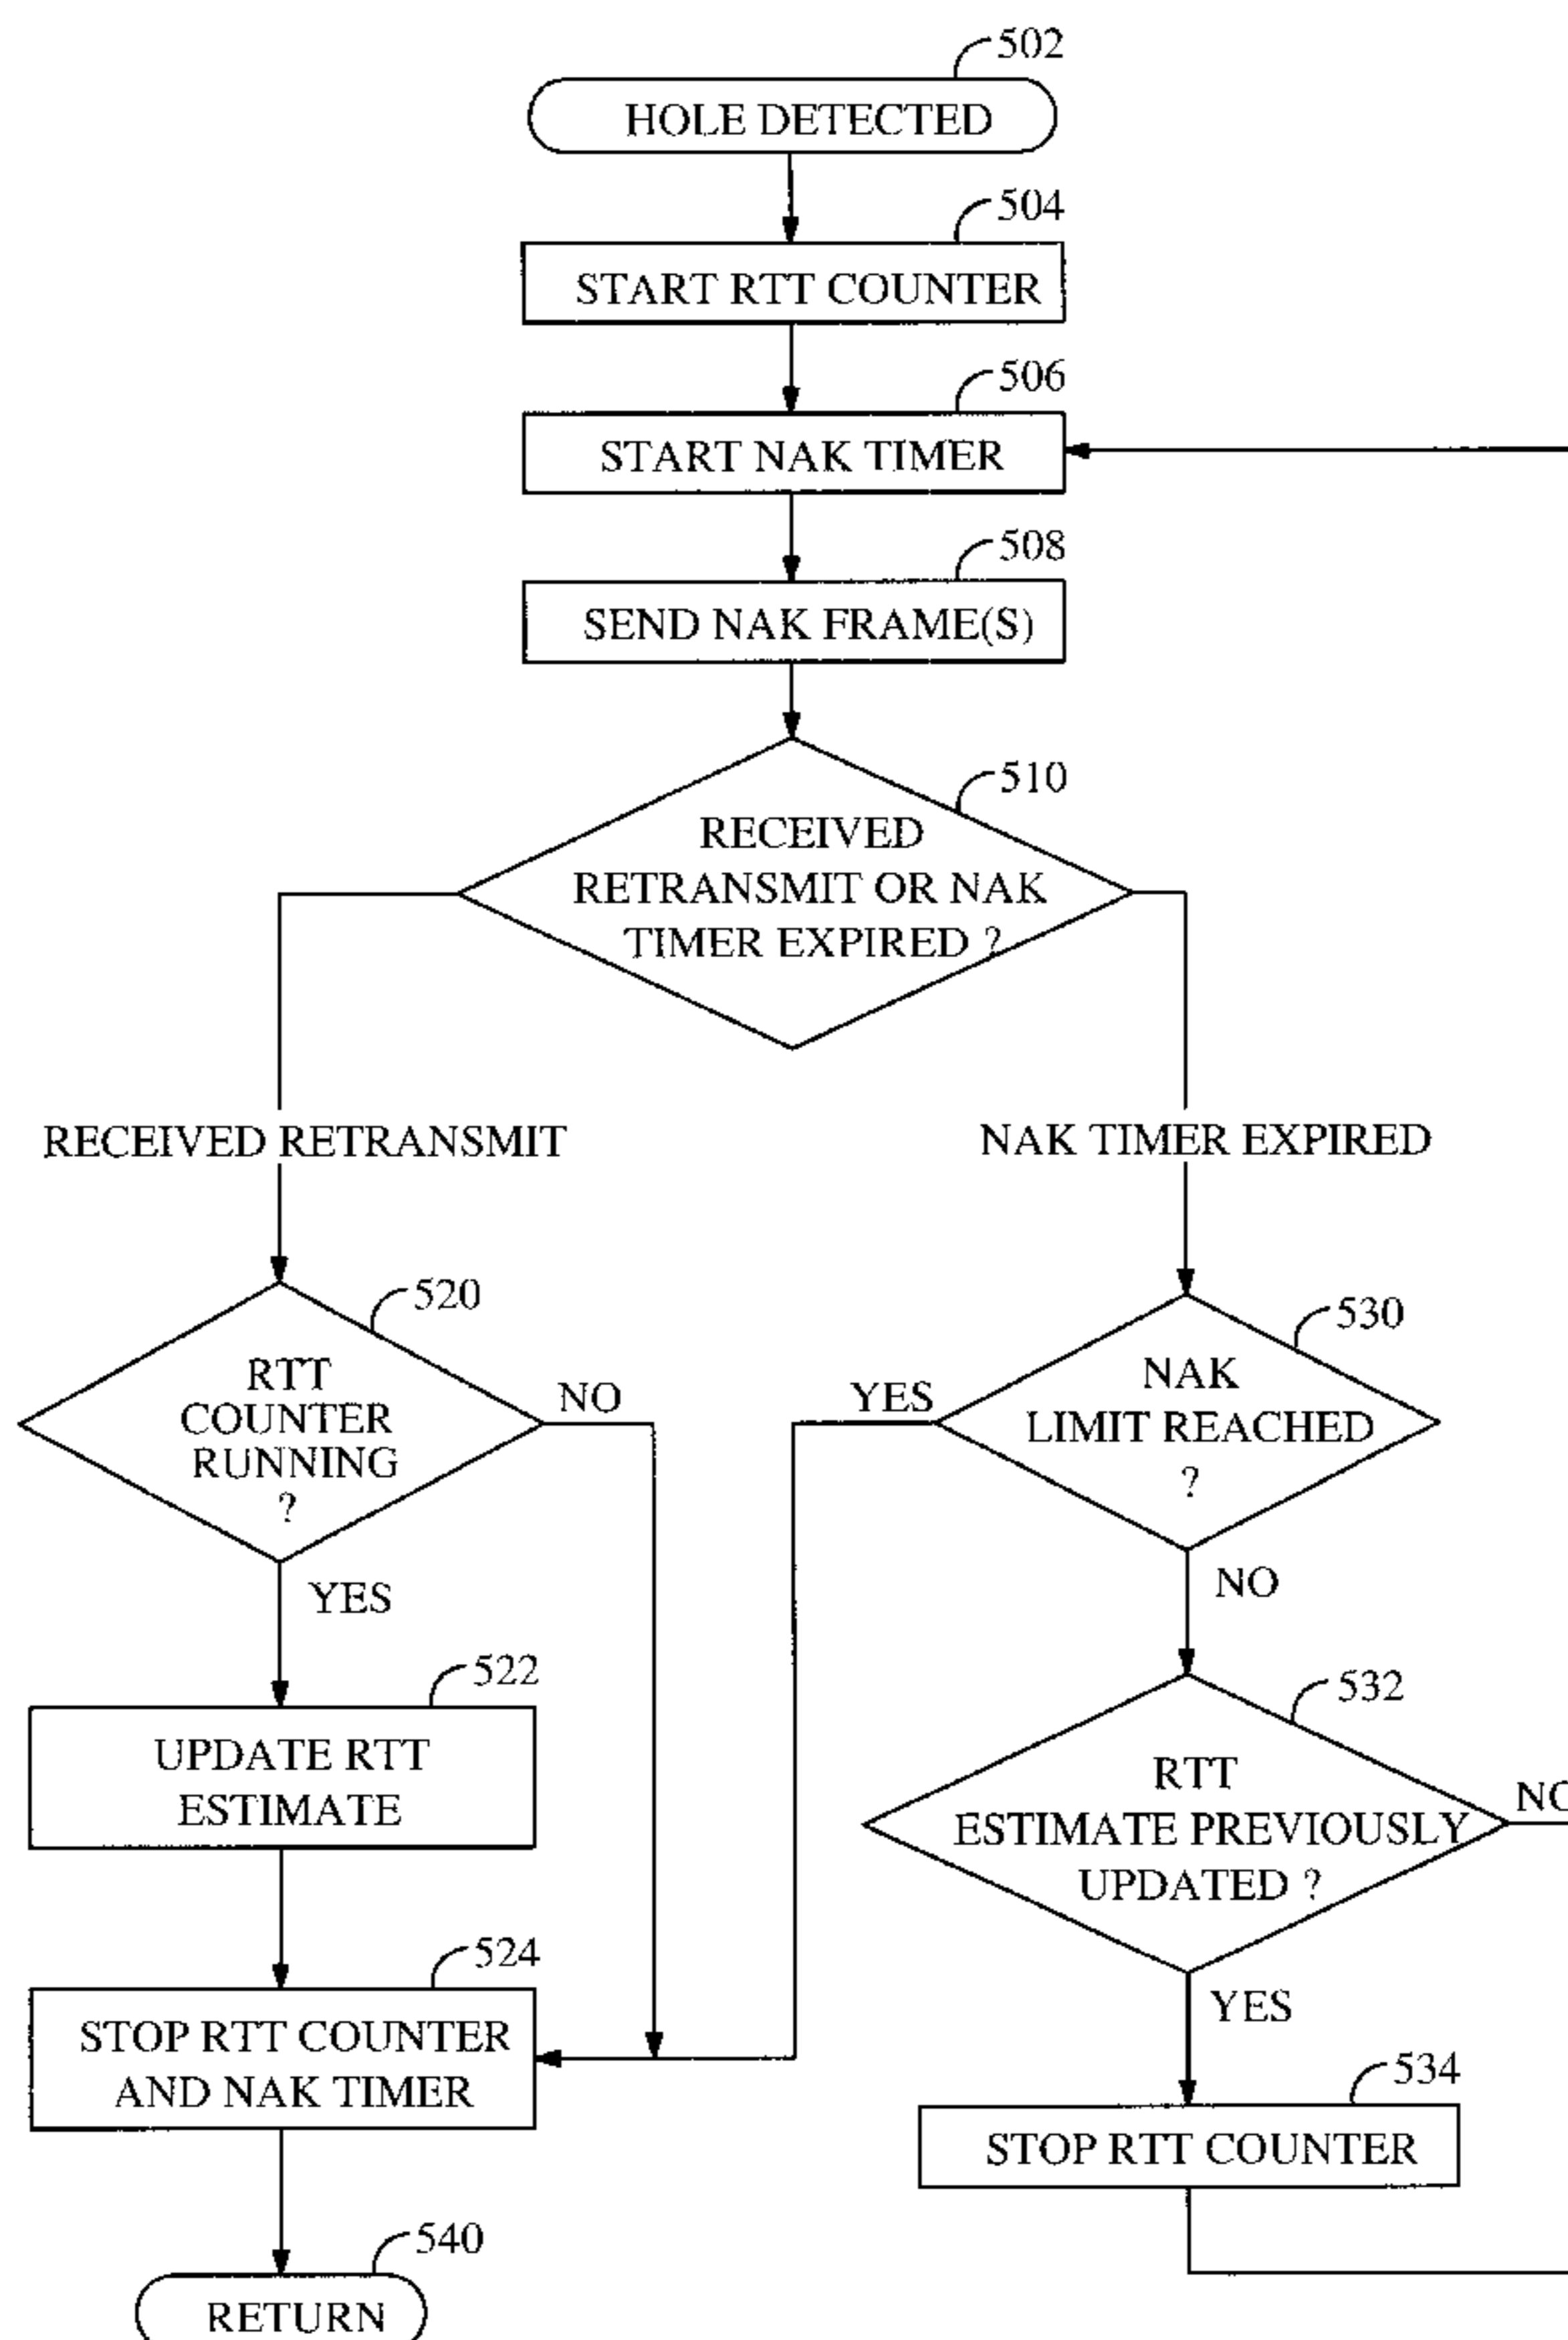 502
HOLE DETECTED
504
START RTT COUNTER
506
START NAK TIMER
508
SEND NAK FRAME(S)
510
RECEIVED
RETRANSMIT OR NAK
TIMER EXPIRED ?
RECEIVED RETRANSMIT
NAK TIMER EXPIRED
520
RTT
COUNTER
RUNNING
?
NO
YES
530
NAK
LIMIT REACHED
?
YES
NO
522
UPDATE RTT
ESTIMATE
532
RTT
ESTIMATE PREVIOUSLY
UPDATED ?
NO
YES
524
STOP RTT COUNTER
AND NAK TIMER
534
STOP RTT COUNTER
540
RETURN